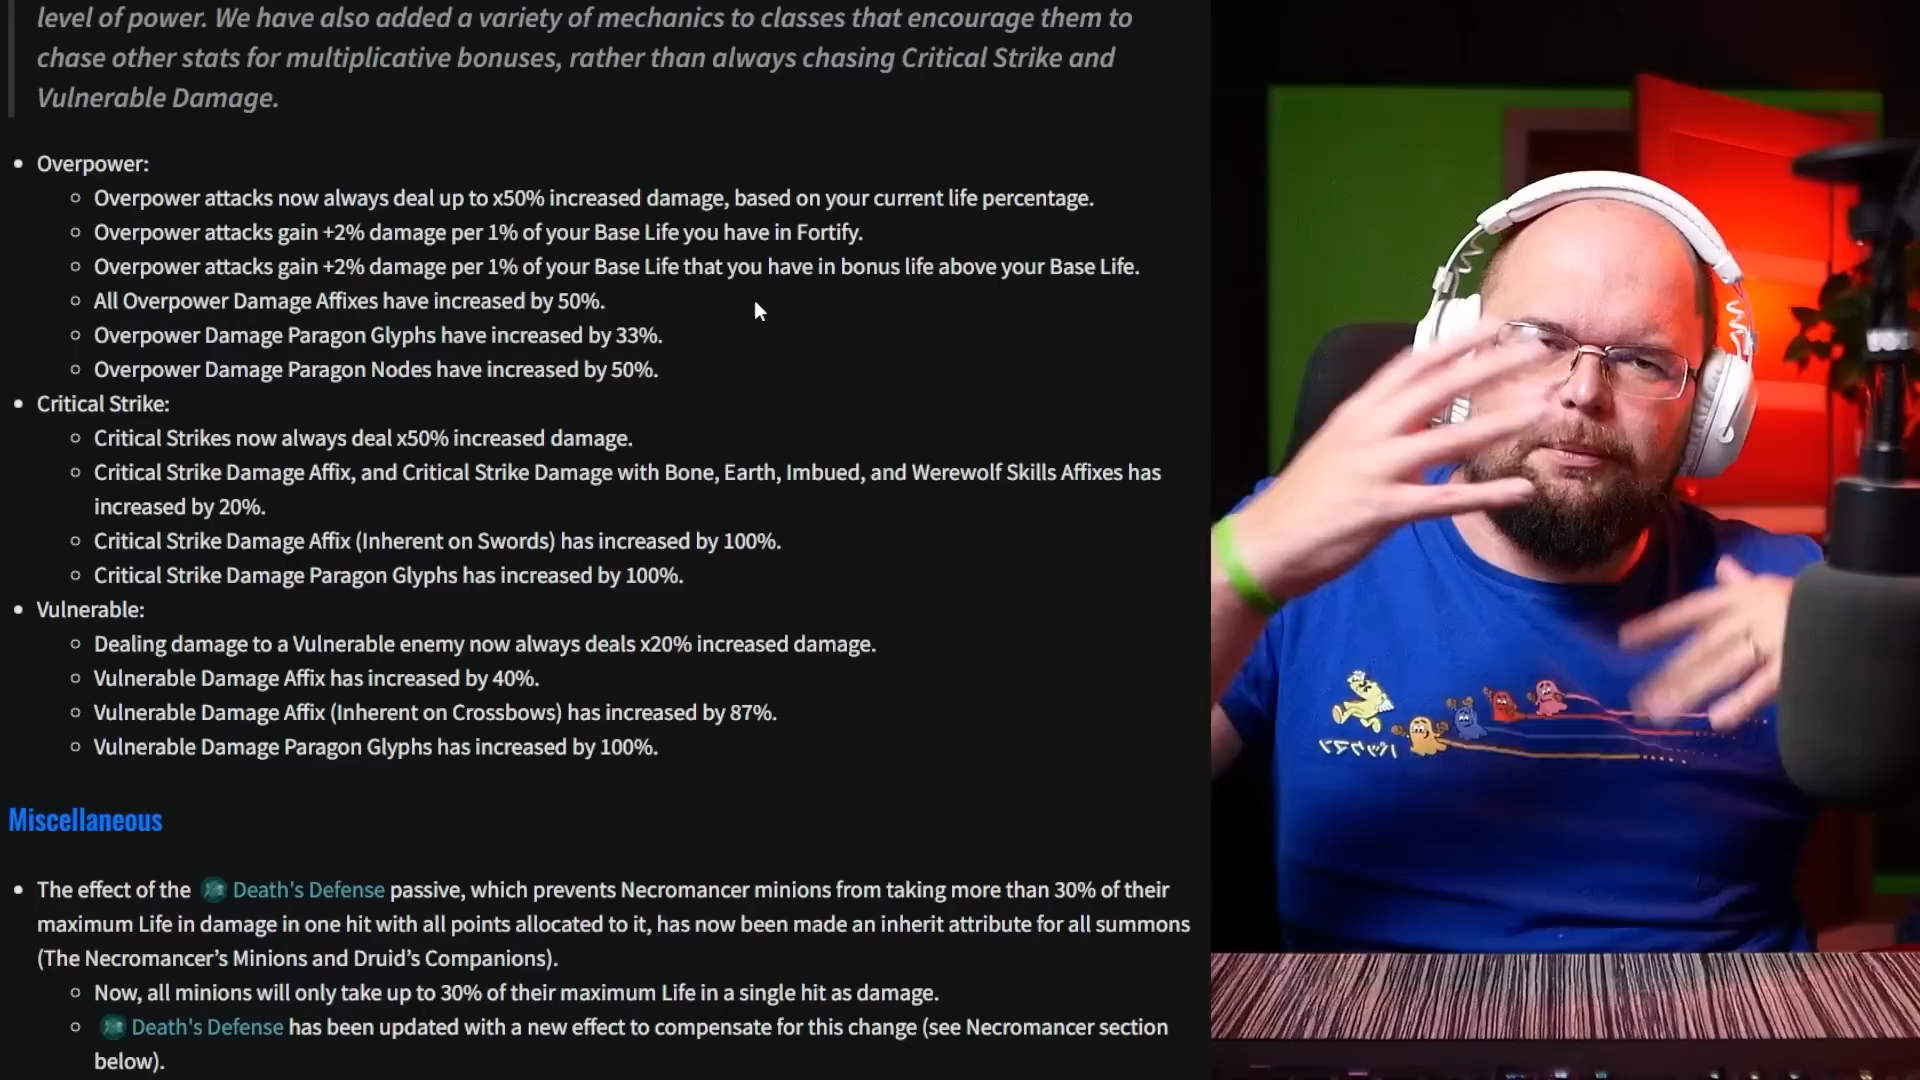 level of power. We have also added a variety of mechanics to classes that encourage them to
chase other stats for multiplicative bonuses, rather than always chasing Critical Strike and
Vulnerable Damage.
Overpower:
Overpower attacks now always deal up to x50% increased damage, based on your current life percentage.
Overpower attacks gain +2% damage per 1% of your Base Life you have in Fortify.
Overpower attacks gain +2% damage per 1% of your Base Life that you have in bonus life above your Base Life.
All Overpower Damage Affixes have increased by 50%.
Overpower Damage Paragon Glyphs have increased by 33%.
Overpower Damage Paragon Nodes have increased by 50%.
Critical Strike:
Critical Strikes now always deal x50% increased damage.
Critical Strike Damage Affix, and Critical Strike Damage with Bone, Earth, Imbued, and Werewolf Skills Affixes has
increased by 20%.
Critical Strike Damage Affix (Inherent on Swords) has increased by 100%.
Critical Strike Damage Paragon Glyphs has increased by 100%.
Vulnerable:
Dealing damage to a Vulnerable enemy now always deals x20% increased damage.
Vulnerable Damage Affix has increased by 40%.
Vulnerable Damage Affix (Inherent on Crossbows) has increased by 87%.
Vulnerable Damage Paragon Glyphs has increased by 100%.
Miscellaneous
The effect of the Death's Defense passive, which prevents Necromancer minions from taking more than 30% of their
maximum Life in damage in one hit with all points allocated to it, has now been made an inherit attribute for all summons
(The Necromancer’s Minions and Druid’s Companions).
Now, all minions will only take up to 30% of their maximum Life in a single hit as damage.
Death's Defense has been updated with a new effect to compensate for this change (see Necromancer section
below).
パックマン